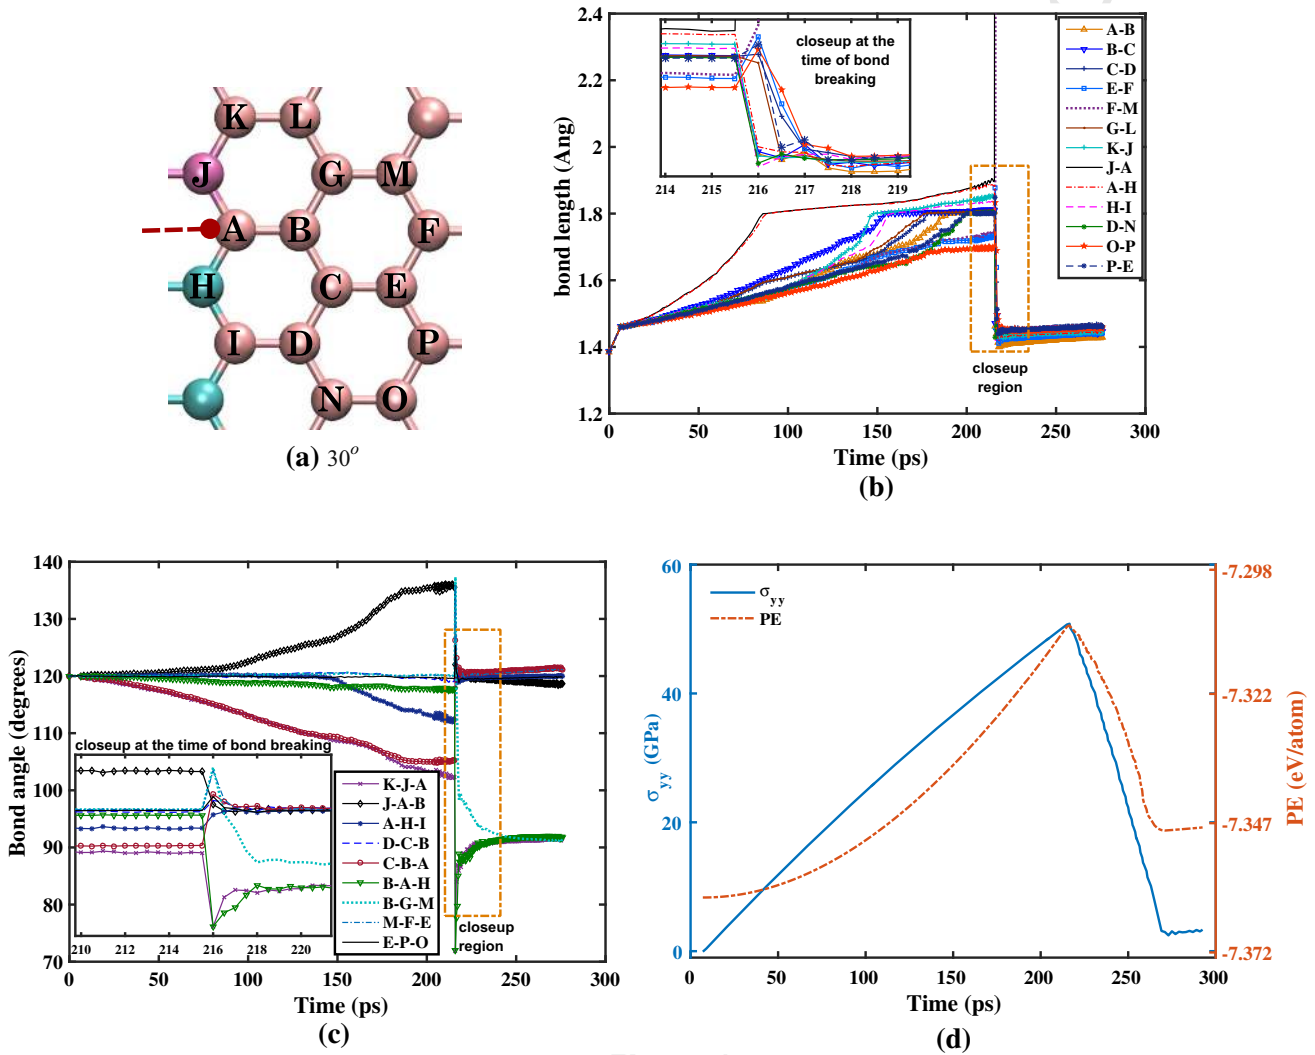 K L
J G M
A B F
H C E
I D P
N O
(a) 30°
bond length (Ang)
2.4
2.2
2
1.8
1.6
1.4
1.2
0 50 100 150 200 250 300
Time (ps)
(b)
closeup at the
time of bond
breaking
214 215 216 217 218 219
A-B
B-C
C-D
E-F
F-M
G-L
K-J
J-A
A-H
H-I
D-N
O-P
P-E
closeup
region
Bond angle (degrees)
140
130
120
110
100
90
80
70
0 50 100 150 200 250 300
Time (ps)
(c)
closeup at the time of bond breaking
210 212 214 216 218 220
K-J-A
J-A-B
A-H-I
D-C-B
C-B-A
B-A-H
B-G-M
M-F-E
E-P-O
closeup
region
σyy (GPa)
60
40
20
0
σyy
PE
0 50 100 150 200 250 300
Time (ps)
-7.298
-7.322
-7.347
-7.372
PE (eV/atom)
(d)